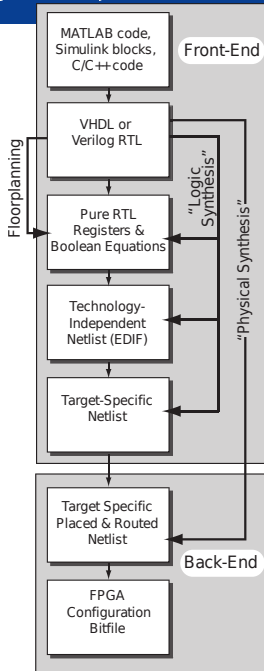 MATLAB code,
Simulink blocks,
C/C++ code
Front-End
VHDL or
Verilog RTL
Floorplanning
Pure RTL
Registers &
Boolean Equations
“Logic
Synthesis”
“Physical Synthesis”
Technology-
Independent
Netlist (EDIF)
Target-Specific
Netlist
Target Specific
Placed & Routed
Netlist
Back-End
FPGA
Configuration
Bitfile